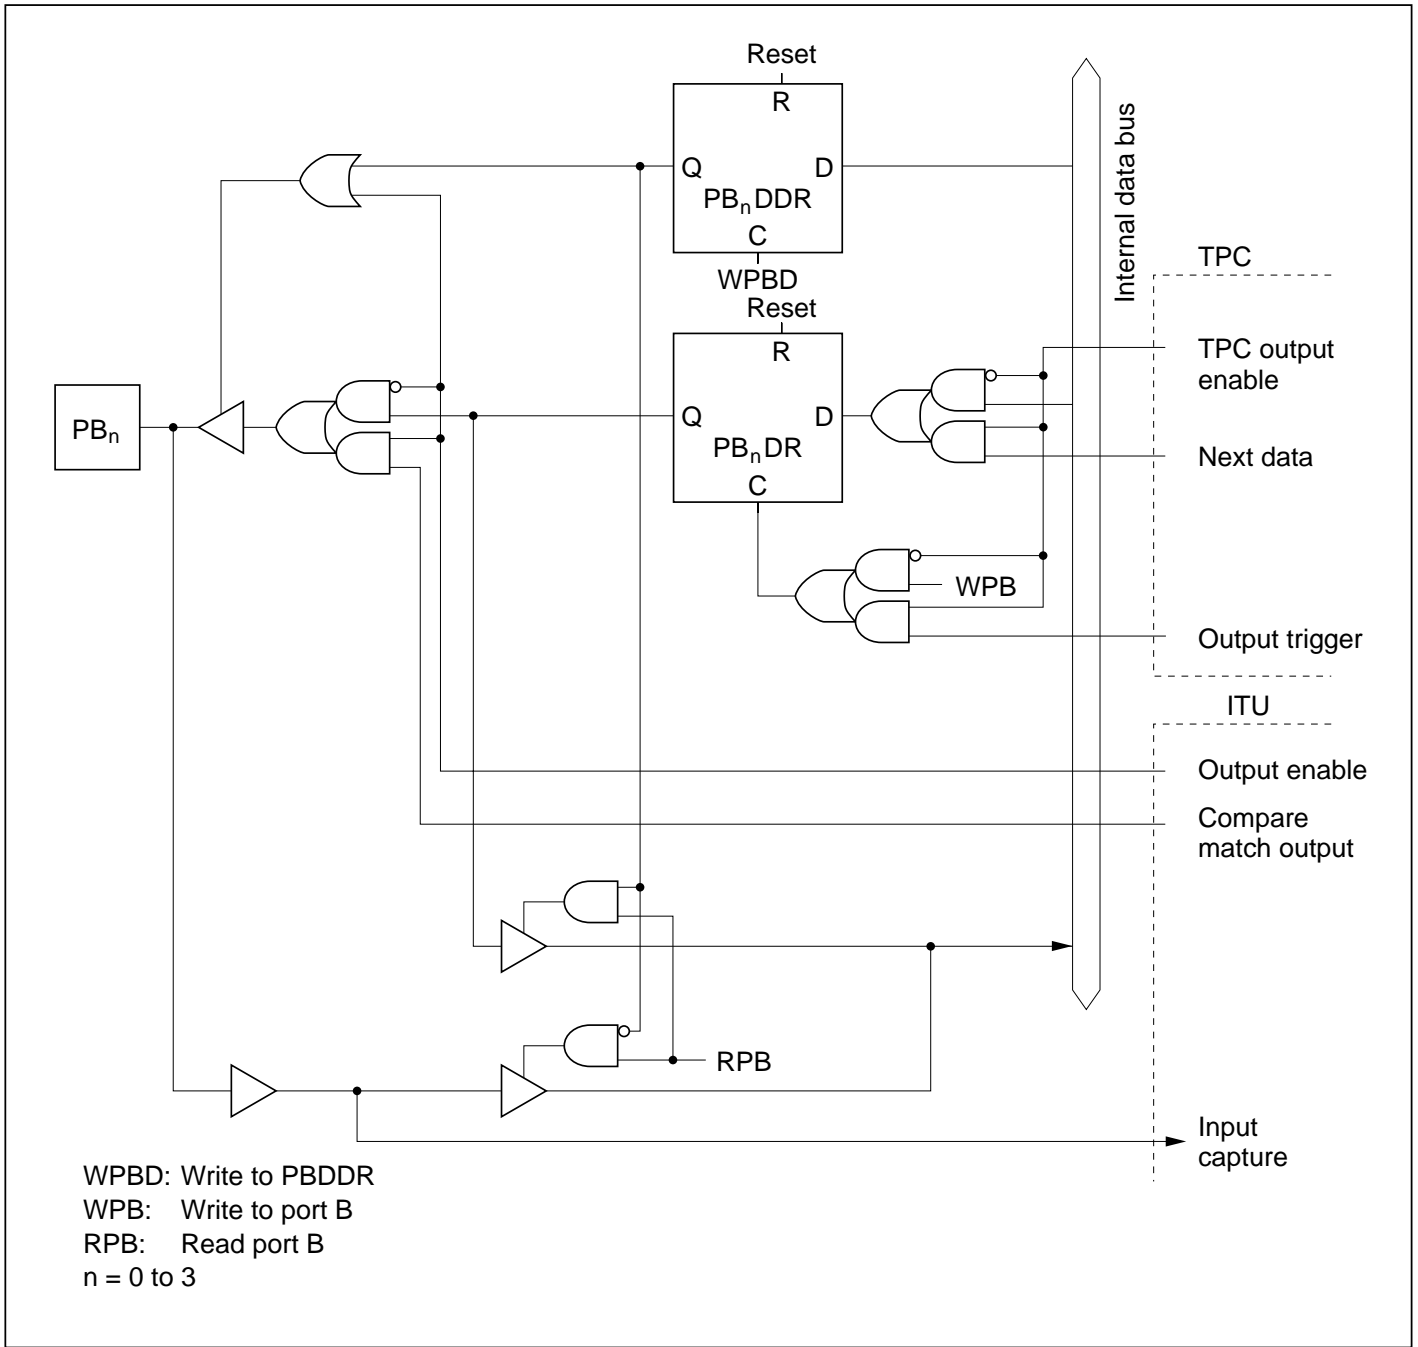 Reset
R
Q
D
PBnDDR
C
WPBD
Internal data bus
TPC
Reset
R
TPC output
enable
PBn
Q
D
PBnDR
C
Next data
WPB
Output trigger
ITU
Output enable
Compare
match output
RPB
Input
capture
WPBD: Write to PBDDR
WPB: Write to port B
RPB: Read port B
n = 0 to 3